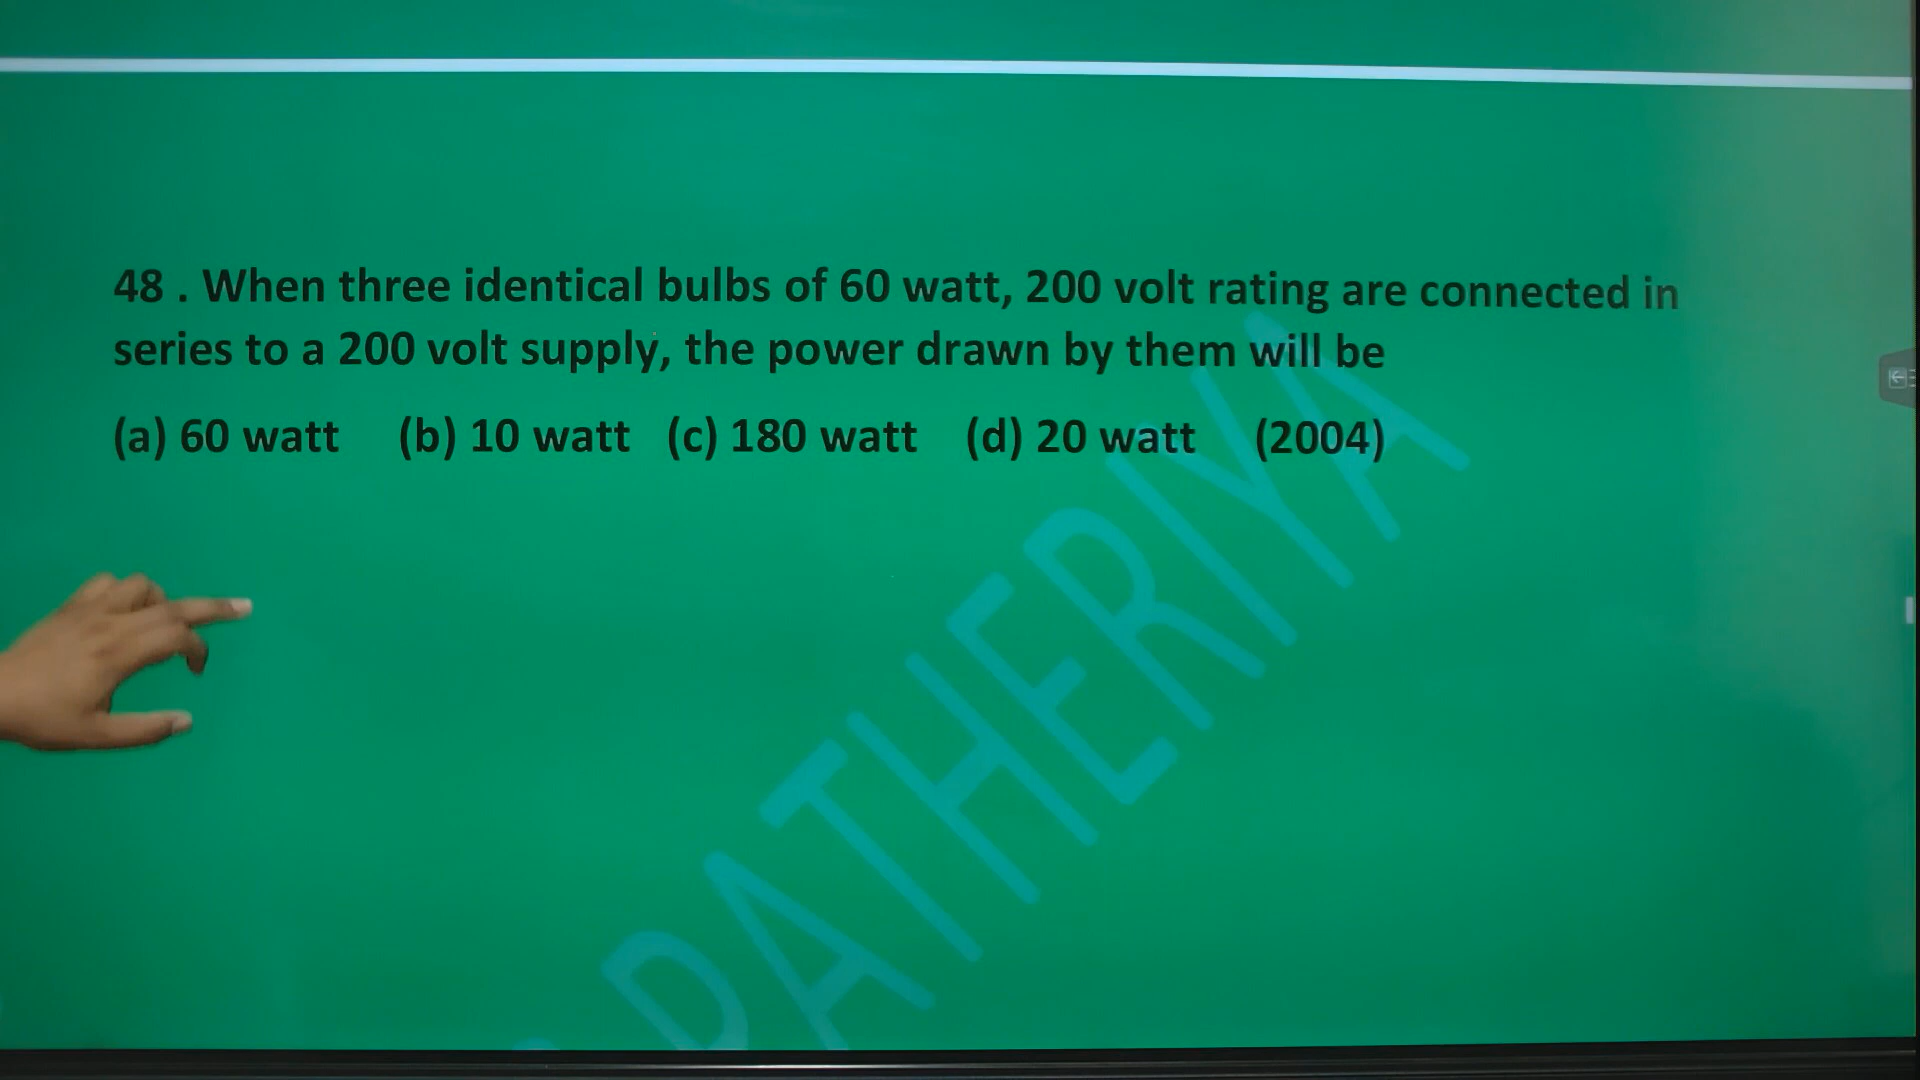 48 . When three identical bulbs of 60 watt, 200 volt rating are connected in
series to a 200 volt supply, the power drawn by them will be
(a) 60 watt (b) 10 watt (c) 180 watt (d) 20 watt (2004)
PATHERIYA